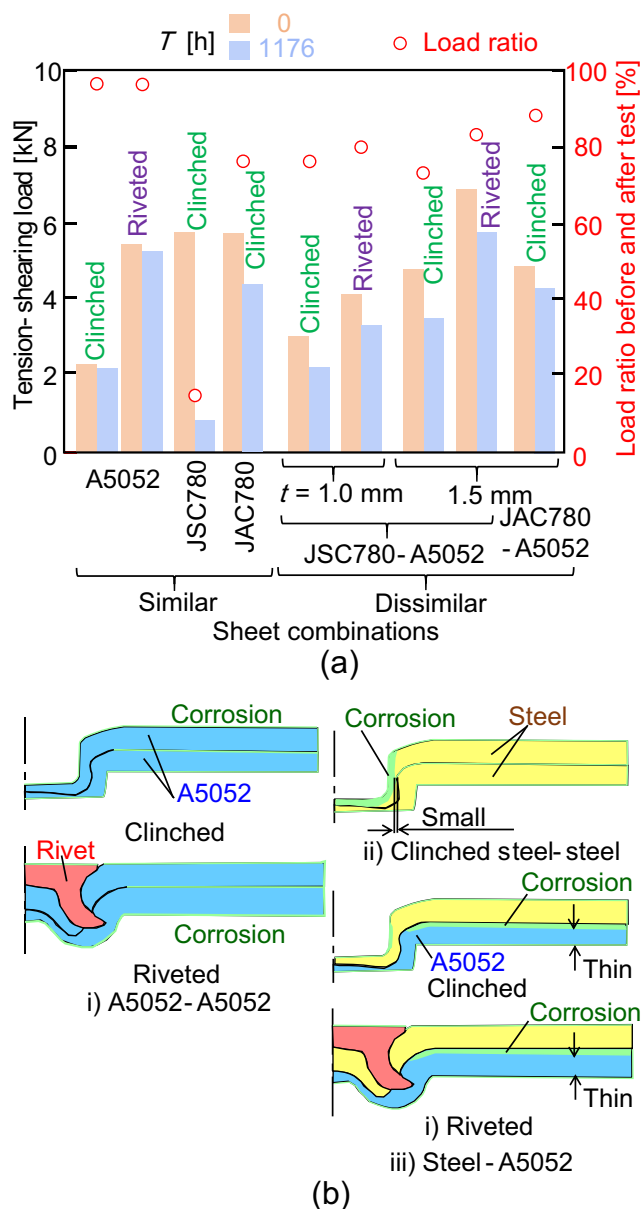 T [h]
0
1176
Load ratio
10
8
6
4
2
0
Tension- shearing load [kN]
100
80
60
40
20
0
Load ratio before and after test [%]
Clinched
Riveted
Clinched
Clinched
Clinched
Riveted
Clinched
Riveted
Clinched
A5052
JSC780
JAC780
t = 1.0 mm
1.5 mm
JSC780-A5052
JAC780
-A5052
Similar
Dissimilar
Sheet combinations
(a)
Corrosion
A5052
Clinched
Rivet
Corrosion
Riveted
i) A5052-A5052
Corrosion
Steel
Small
ii) Clinched steel-steel
Corrosion
A5052
Clinched
Thin
Corrosion
Thin
i) Riveted
iii) Steel-A5052
(b)